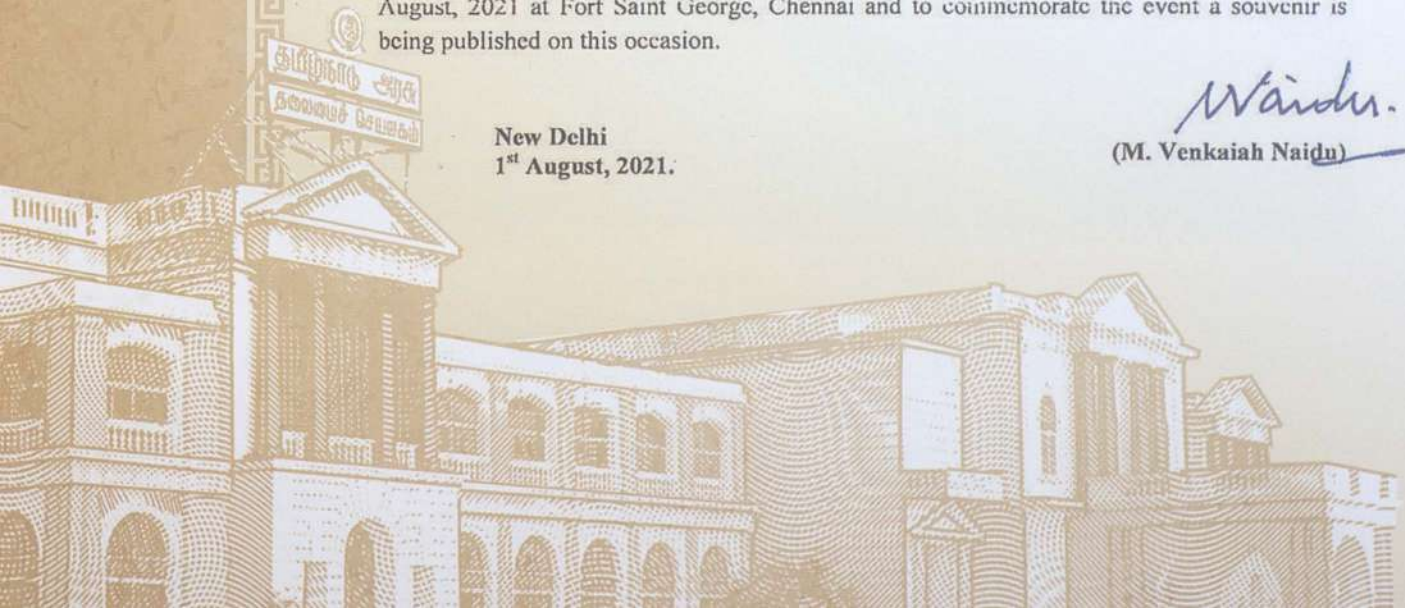 August, 2021 at Fort Saint George, Chennai and to commemorate the event a souvenir is
being published on this occasion.
தமிழ்நாடு அரசு
தலைமைச் செயலகம்
Naidu.
New Delhi
1st August, 2021.
(M. Venkaiah Naidu)